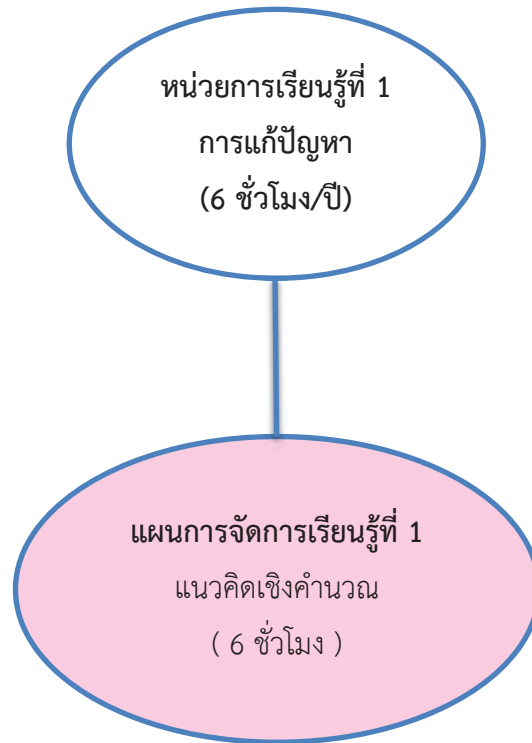 หน่วยการเรียนรู้ที่ 1
การแก้ปัญหา
(6 ชั่วโมง/ปี)
แผนการจัดการเรียนรู้ที่ 1
แนวคิดเชิงคำนวณ
( 6 ชั่วโมง )